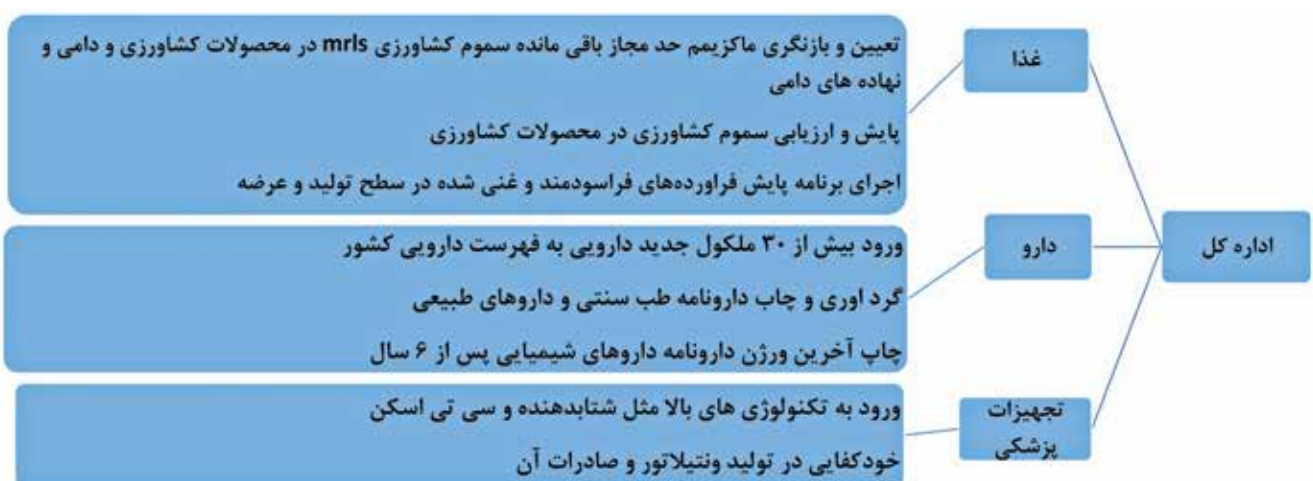 اداره کل
غذا
تعیین و بازنگری ماکزیمم حد مجاز باقی مانده سموم کشاورزی mrls در محصولات کشاورزی و دامی و
نهاده های دامی
پایش و ارزیابی سموم کشاورزی در محصولات کشاورزی
اجرای برنامه پایش فراورده‌های فراسودمند و غنی شده در سطح تولید و عرضه
دارو
ورود بیش از ۳۰ ملکول جدید دارویی به فهرست دارویی کشور
گرد اوری و چاپ دارونامه طب سنتی و داروهای طبیعی
چاپ آخرین ورژن دارونامه داروهای شیمیایی پس از ۶ سال
تجهیزات
پزشکی
ورود به تکنولوژی های بالا مثل شتابدهنده و سی تی اسکن
خودکفایی در تولید ونتیلاتور و صادرات آن